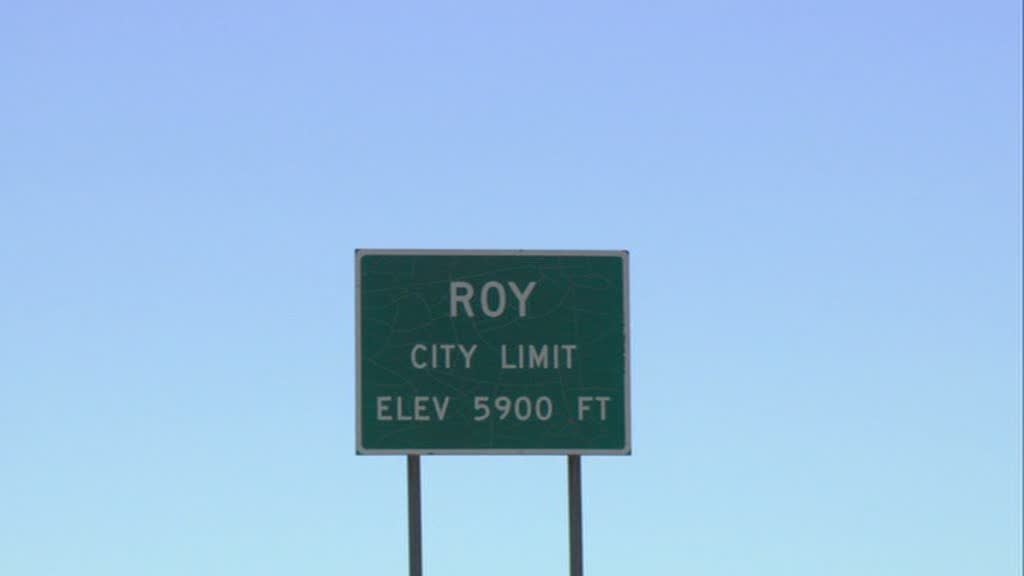 ROY
CITY LIMIT
ELEV 5900 FT